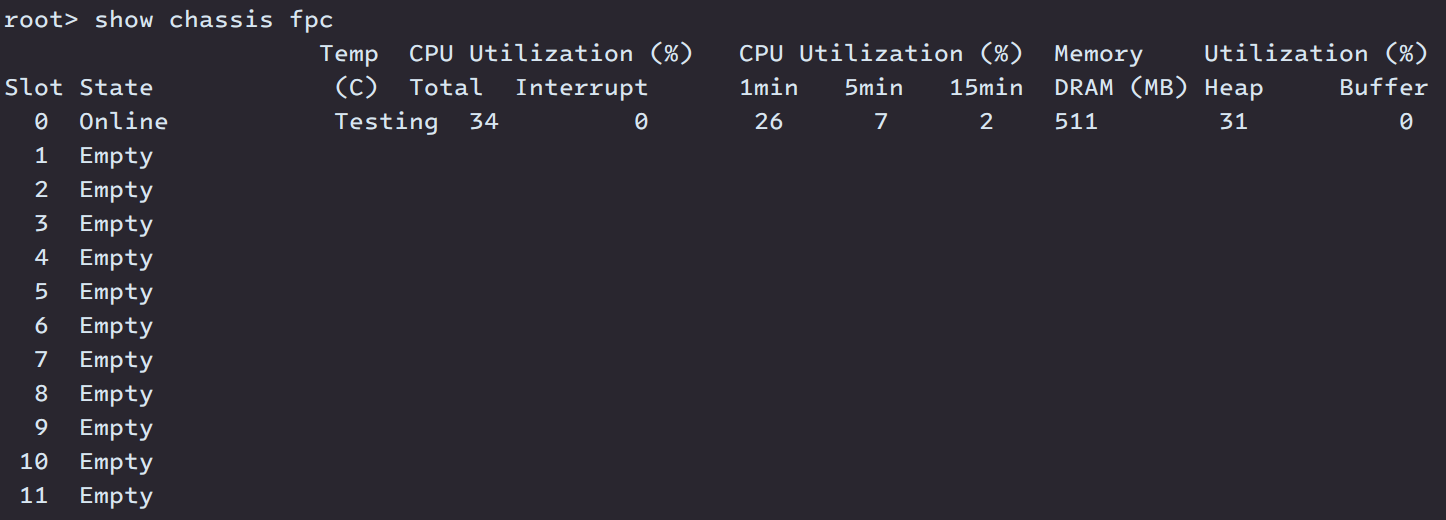 root> show chassis fpc
                     Temp  CPU Utilization (%)   CPU Utilization (%)  Memory    Utilization (%)
Slot State            (C)  Total  Interrupt      1min   5min   15min  DRAM (MB) Heap     Buffer
  0  Online           Testing  34         0       26      7      2    511        31          0
  1  Empty
  2  Empty
  3  Empty
  4  Empty
  5  Empty
  6  Empty
  7  Empty
  8  Empty
  9  Empty
 10  Empty
 11  Empty